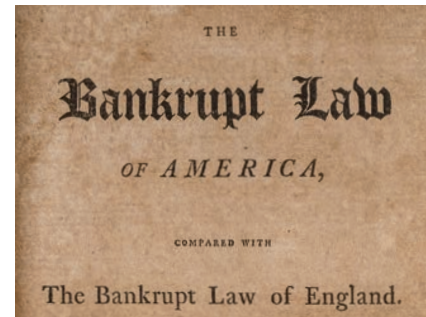 THE
Bankrupt Law
OF AMERICA,
COMPARED WITH
The Bankrupt Law of England.